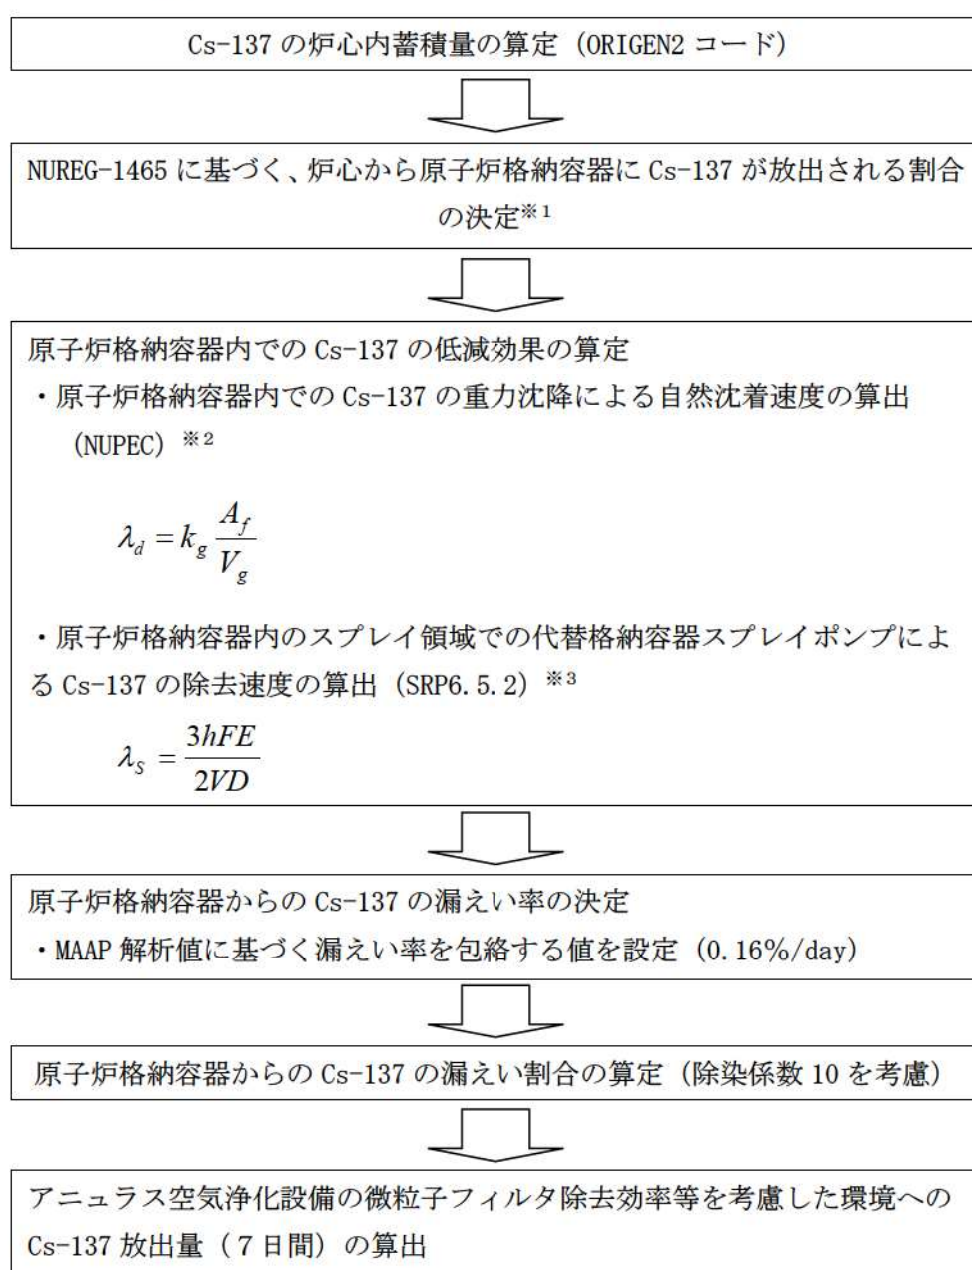 Cs-137 の炉心内蓄積量の算定（ORIGEN2 コード）
NUREG-1465 に基づく、炉心から原子炉格納容器に Cs-137 が放出される割合
の決定※1
原子炉格納容器内での Cs-137 の低減効果の算定
・原子炉格納容器内での Cs-137 の重力沈降による自然沈着速度の算出
（NUPEC）※2
λd = kg Af/Vg
・原子炉格納容器内のスプレイ領域での代替格納容器スプレイポンプによ
る Cs-137 の除去速度の算出（SRP6.5.2）※3
λS = 3hFE/2VD
原子炉格納容器からの Cs-137 の漏えい率の決定
・MAAP 解析値に基づく漏えい率を包絡する値を設定（0.16%/day）
原子炉格納容器からの Cs-137 の漏えい割合の算定（除染係数 10 を考慮）
アニュラス空気浄化設備の微粒子フィルタ除去効率等を考慮した環境への
Cs-137 放出量（７日間）の算出